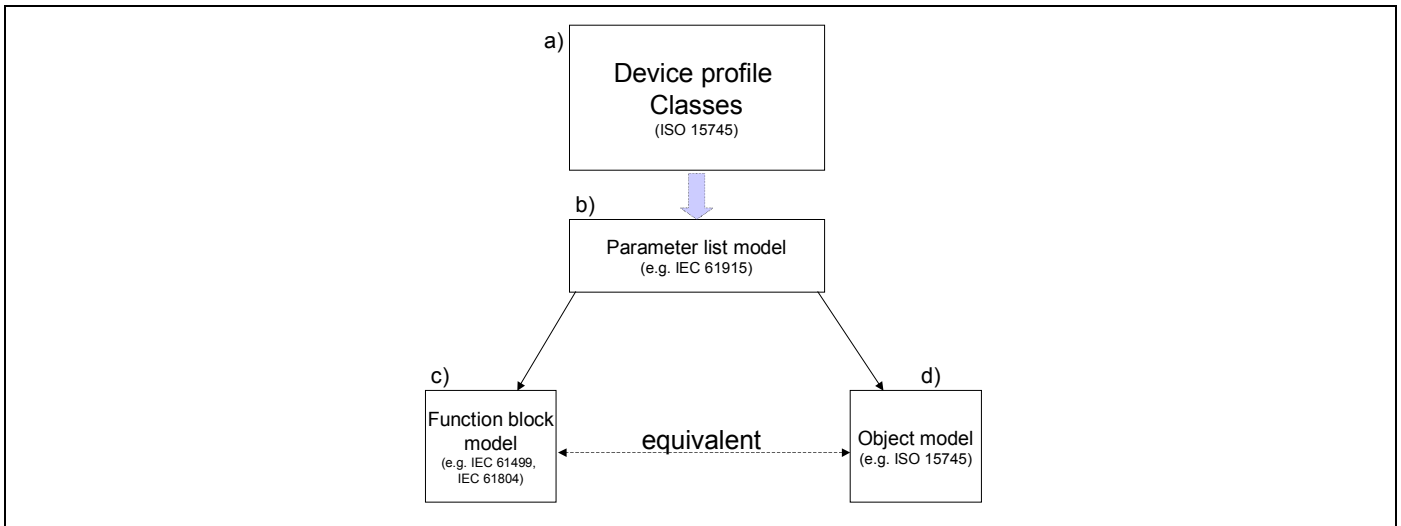 a)
Device profile
Classes
(ISO 15745)
b)
Parameter list model
(e.g. IEC 61915)
c)
Function block
model
(e.g. IEC 61499,
IEC 61804)
equivalent
d)
Object model
(e.g. ISO 15745)